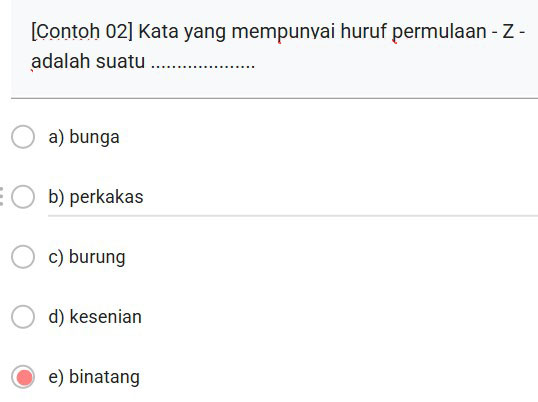 [Contoh 02] Kata yang mempunyai huruf permulaan - Z -
adalah suatu ....................
a) bunga
b) perkakas
c) burung
d) kesenian
e) binatang